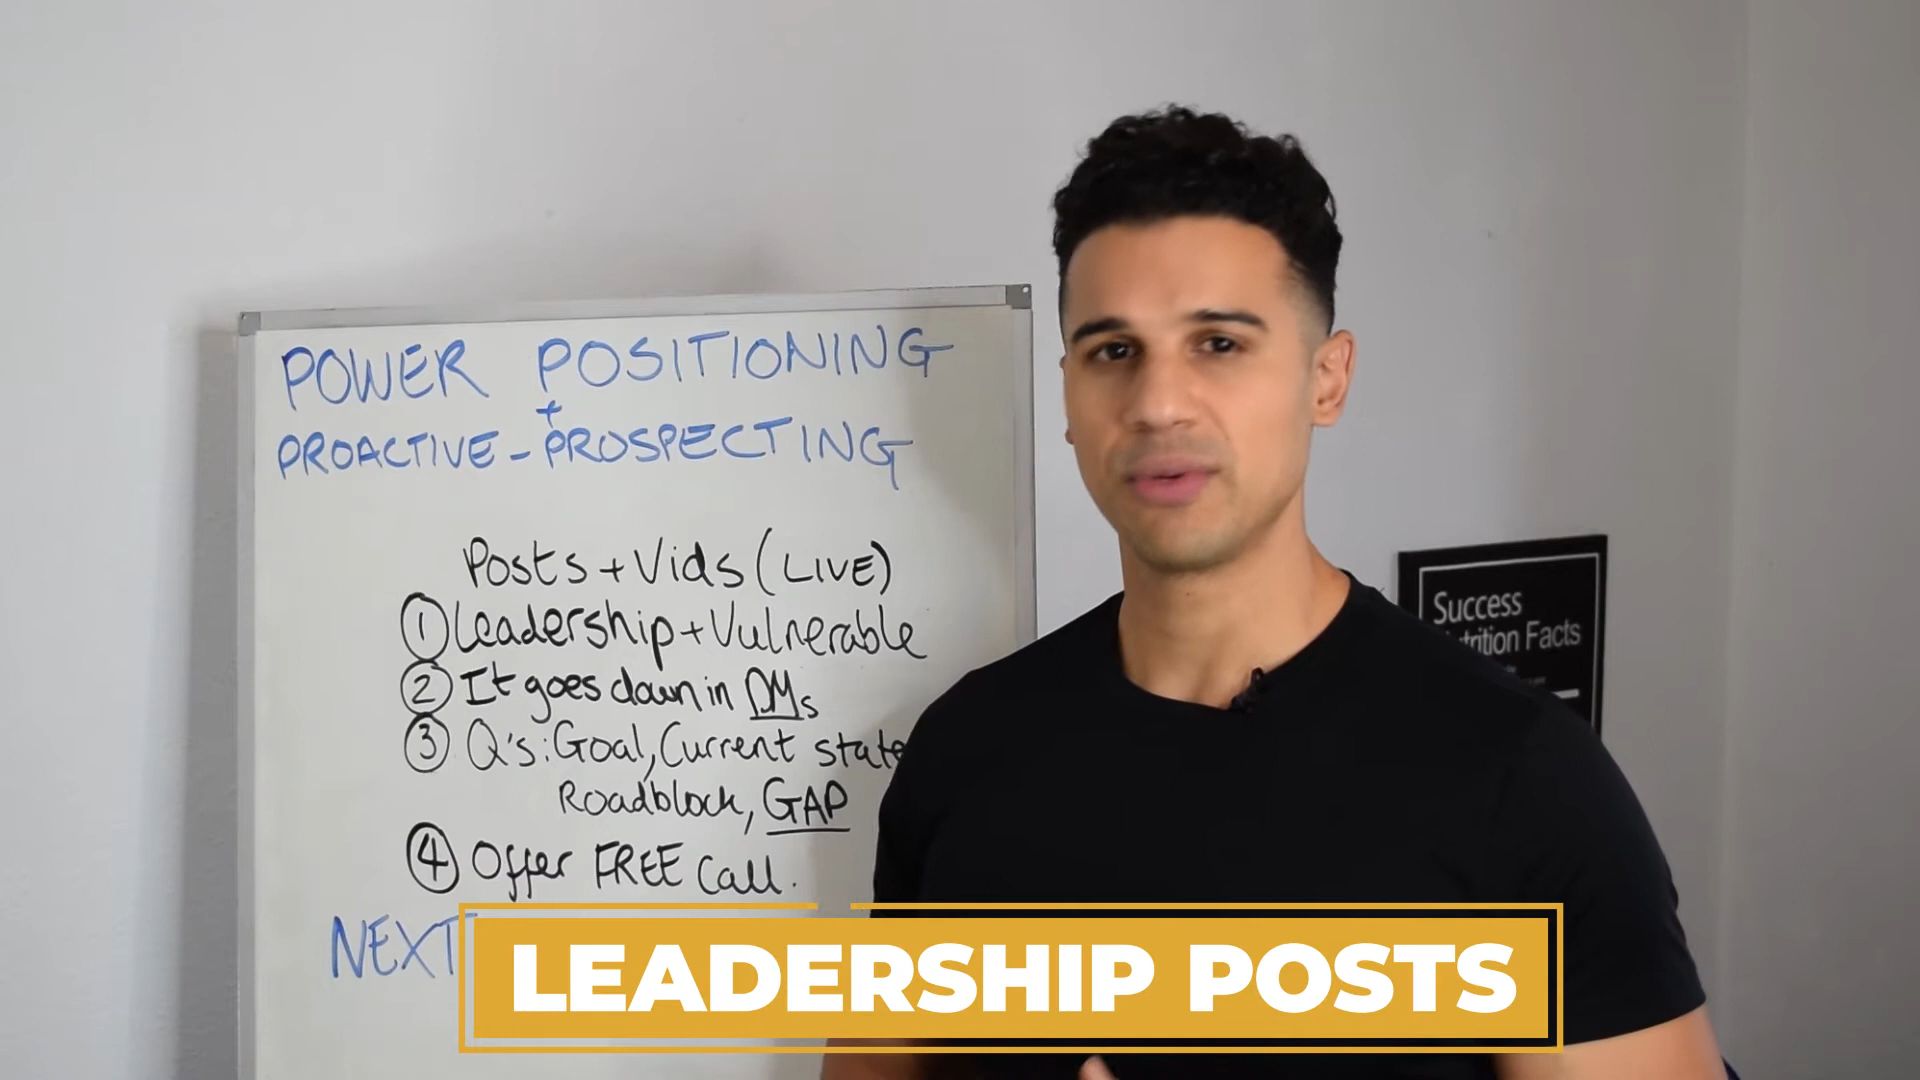 POWER POSITIONING
+
PROACTIVE-PROSPECTING
Posts + Vids (LIVE)
① Leadership + Vulnerable
② It goes down in DMs
③ Q's: Goal, Current state
Roadblock, GAP
④ Offer FREE Call.
NEXT
LEADERSHIP POSTS
Success
Facts